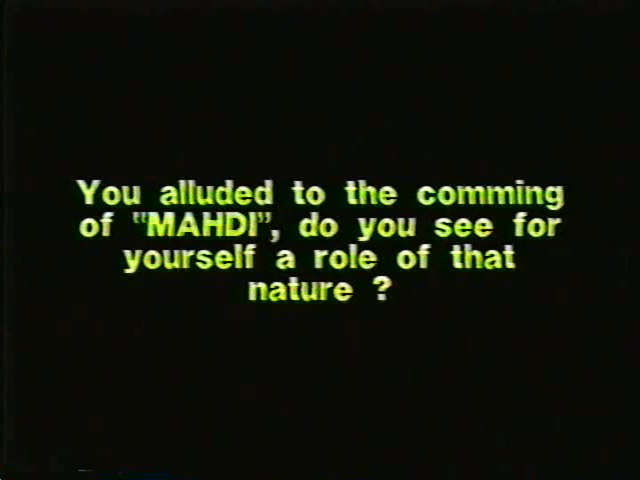 You alluded to the comming
of "MAHDI", do you see for
yourself a role of that
nature ?